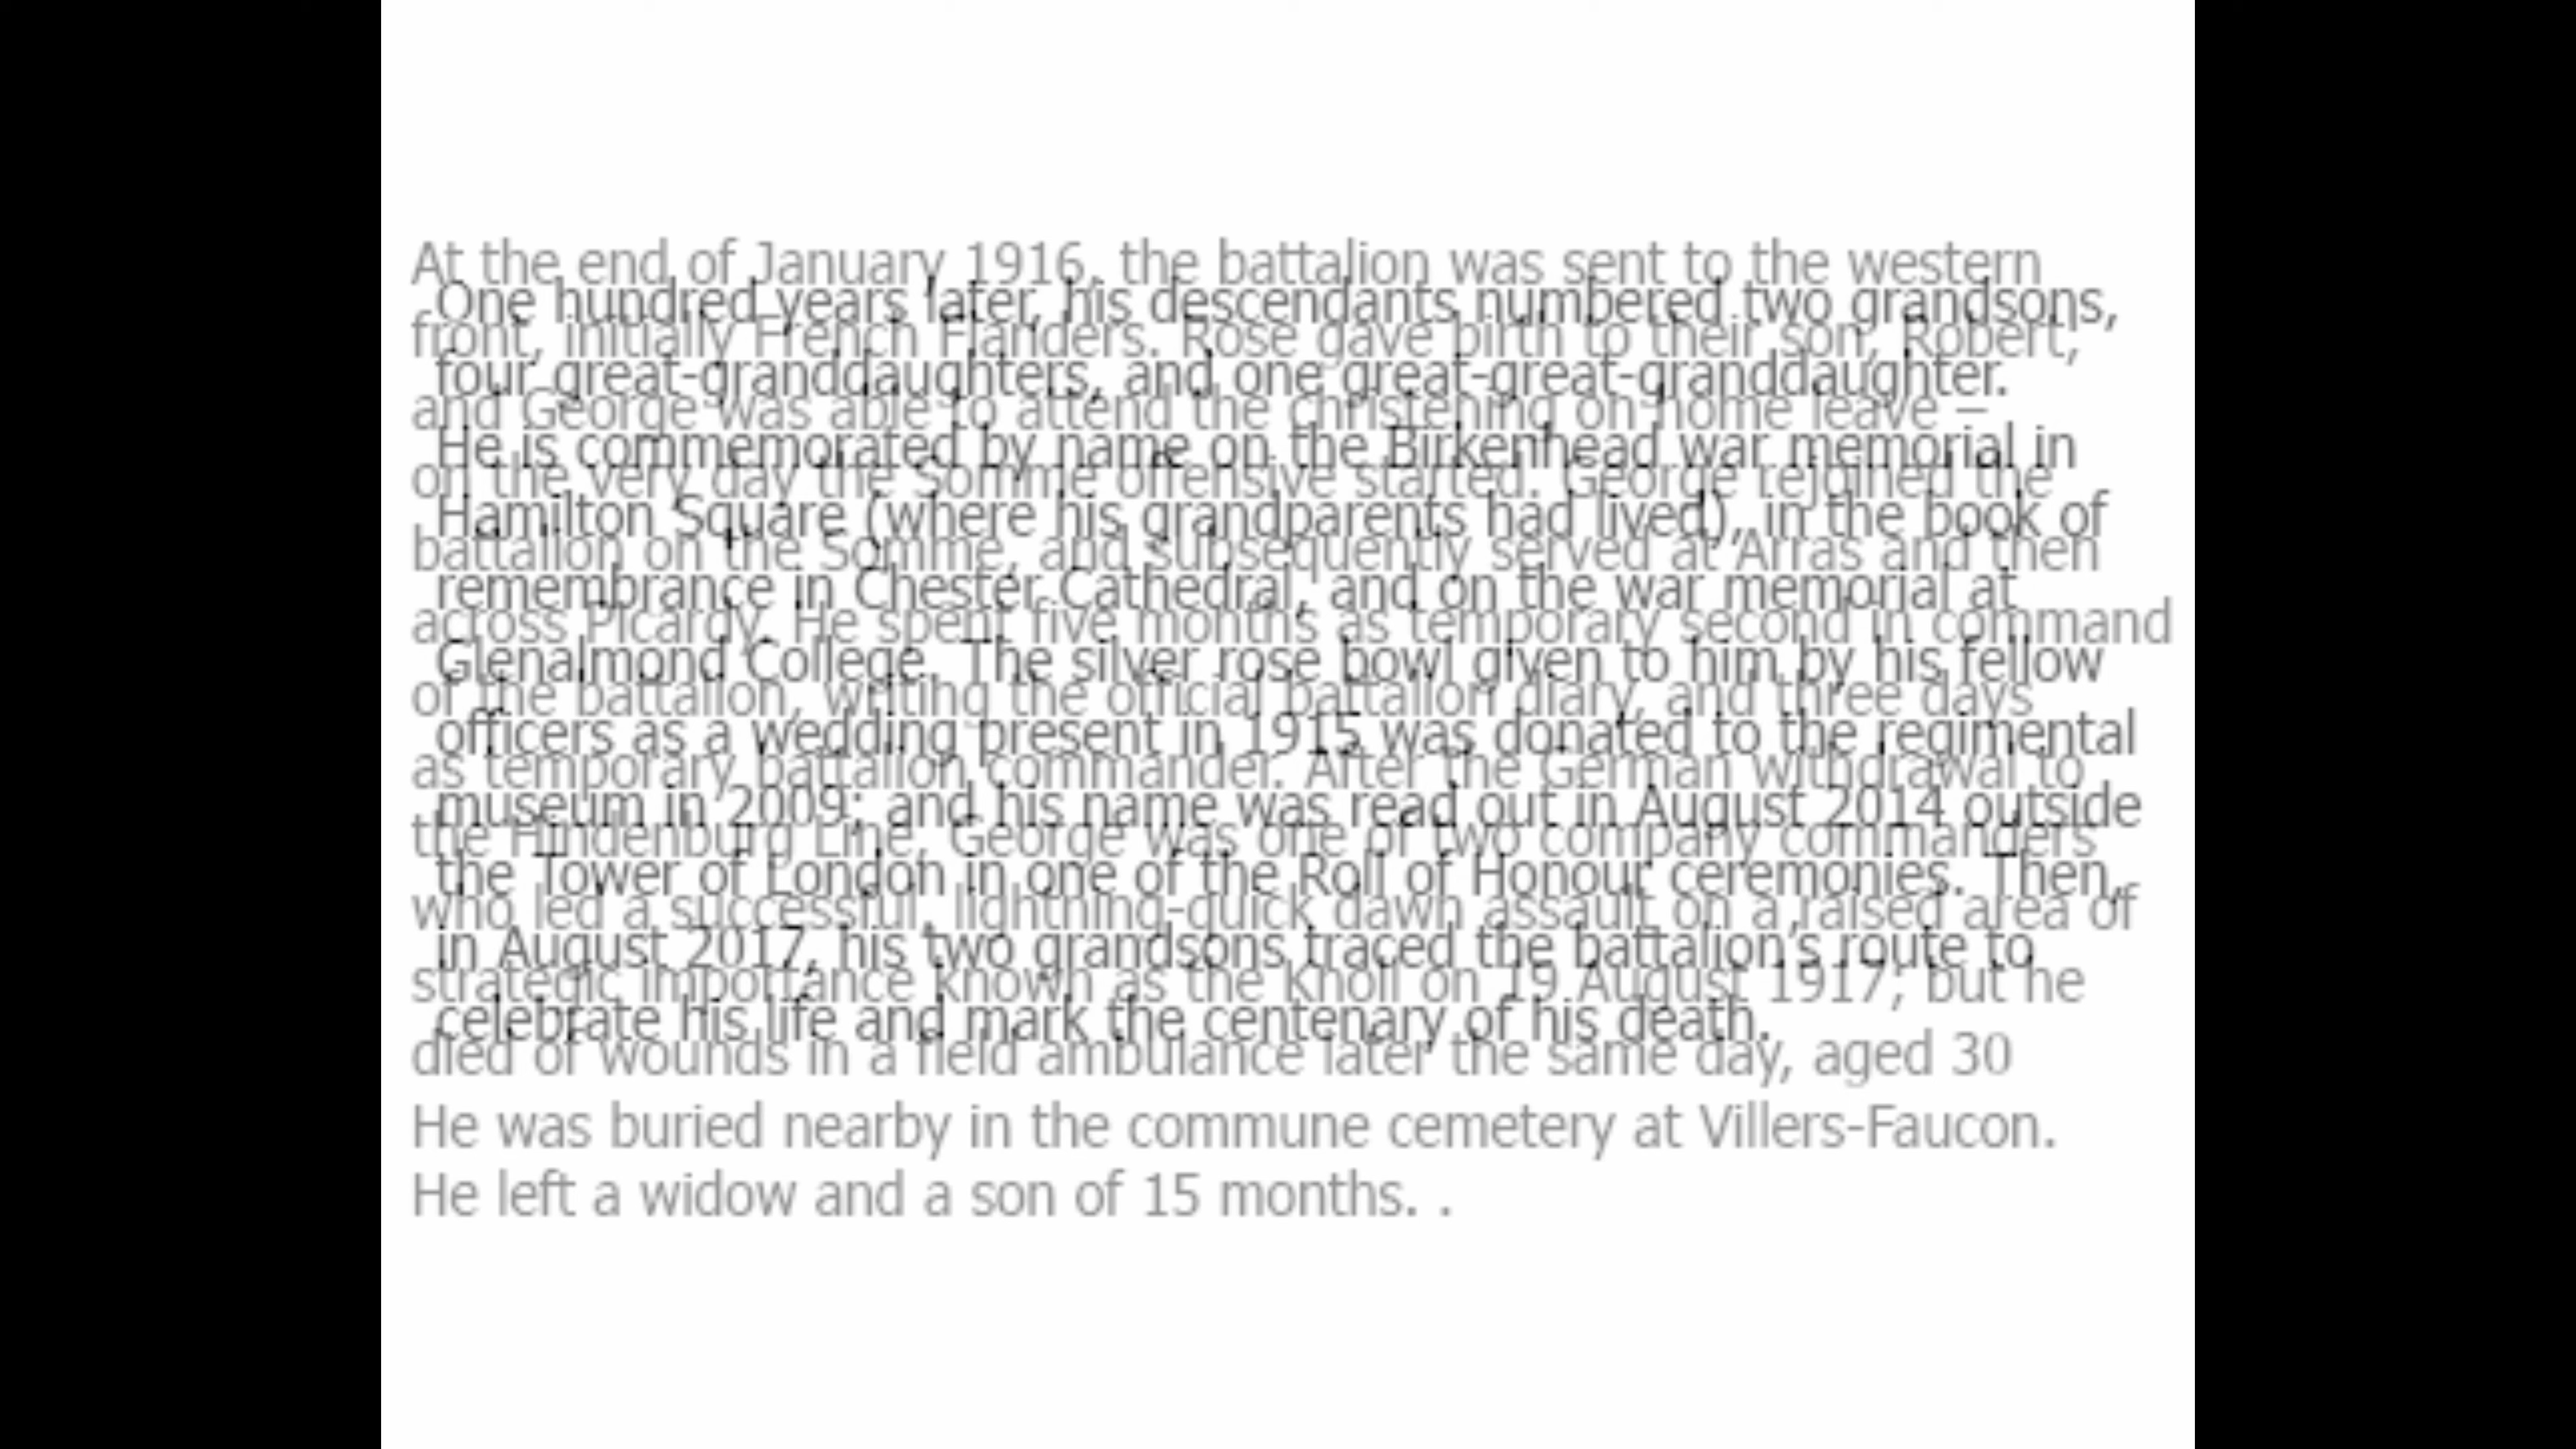 At the end of January 1916, the battalion was sent to the western
front, initially French Flanders. Rose gave birth to their son, Robert,
and George was able to attend the christening on home leave –
on the very day the Somme offensive started. George rejoined the
battalion on the Somme, and subsequently served at Arras and then
across Picardy. He spent five months as temporary second in command
of the battalion, writing the official battalion diary, and three days
as temporary battalion commander. After the German withdrawal to
the Hindenburg Line, George was one of two company commanders
who led a successful, lightning-quick dawn assault on a raised area of
strategic importance known as the Knoll on 19 August 1917; but he
died of wounds in a field ambulance later the same day, aged 30
He was buried nearby in the commune cemetery at Villers-Faucon.
He left a widow and a son of 15 months. .
One hundred years later, his descendants numbered two grandsons,
four great-granddaughters, and one great-great-granddaughter.
He is commemorated by name on the Birkenhead war memorial in
Hamilton Square (where his grandparents had lived), in the book of
remembrance in Chester Cathedral, and on the war memorial at
Glenalmond College. The silver rose bowl given to him by his fellow
officers as a wedding present in 1915 was donated to the regimental
museum in 2009; and his name was read out in August 2014 outside
the Tower of London in one of the Roll of Honour ceremonies. Then,
in August 2017, his two grandsons traced the battalion's route to
celebrate his life and mark the centenary of his death.